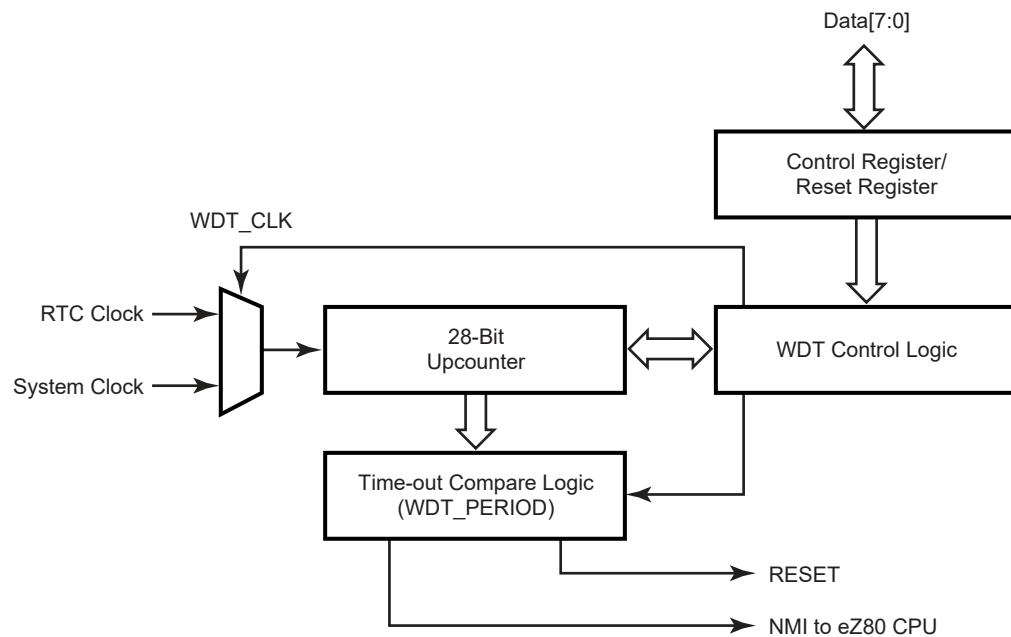 Data[7:0]
Control Register/
Reset Register
WDT_CLK
RTC Clock
28-Bit
Upcounter
WDT Control Logic
System Clock
Time-out Compare Logic
(WDT_PERIOD)
RESET
NMI to eZ80 CPU